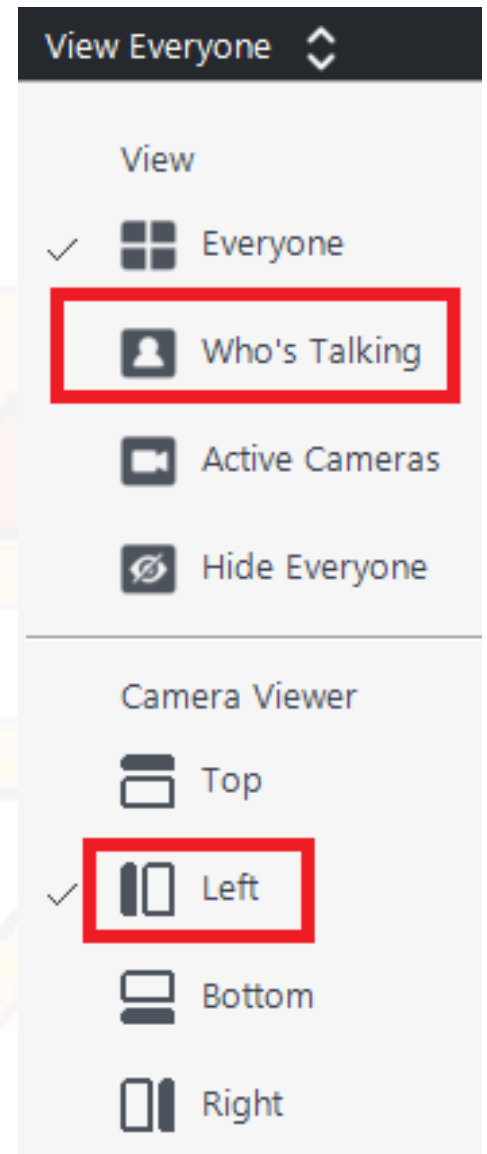 View Everyone
View
Everyone
Who's Talking
Active Cameras
Hide Everyone
Camera Viewer
Top
Left
Bottom
Right